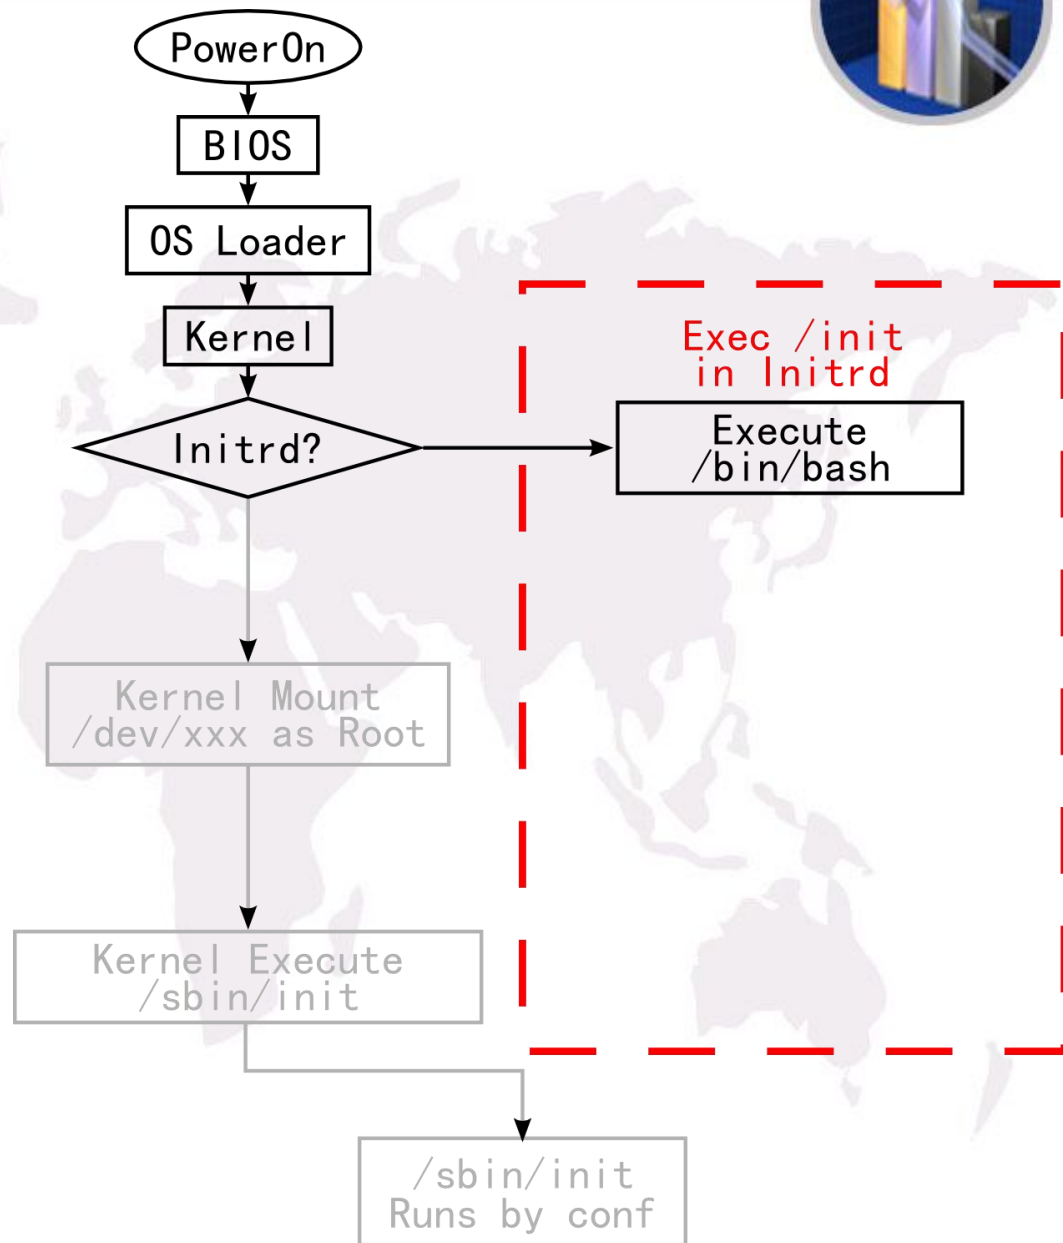 PowerOn
BIOS
OS Loader
Kernel
Initrd?
Exec /init
in Initrd
Execute
/bin/bash
Kernel Mount
/dev/xxx as Root
Kernel Execute
/sbin/init
/sbin/init
Runs by conf